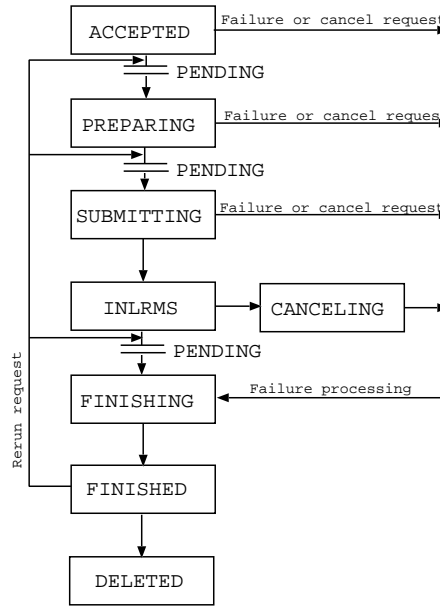 ACCEPTED
Failure or cancel request
PENDING
PREPARING
Failure or cancel request
PENDING
SUBMITTING
Failure or cancel request
INLRMS
CANCELING
PENDING
Rerun request
FINISHING
Failure processing
FINISHED
DELETED